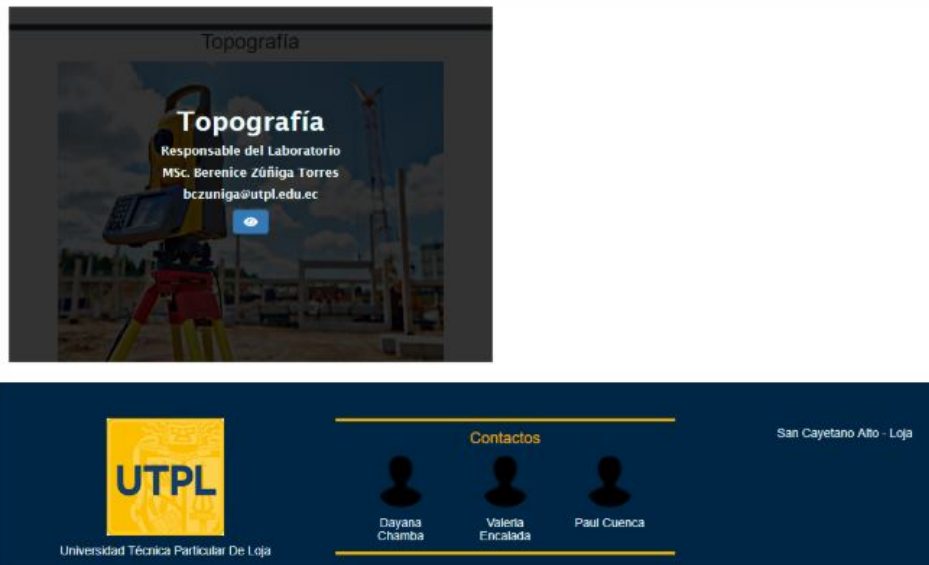 Topografía
Topografía
Responsable del Laboratorio
MSc. Berenice Zúñiga Torres
bczuniga@utpl.edu.ec
UTPL
Universidad Técnica Particular De Loja
Contactos
Dayana
Chamba
Valeria
Encalada
Paul Cuenca
San Cayetano Alto - Loja